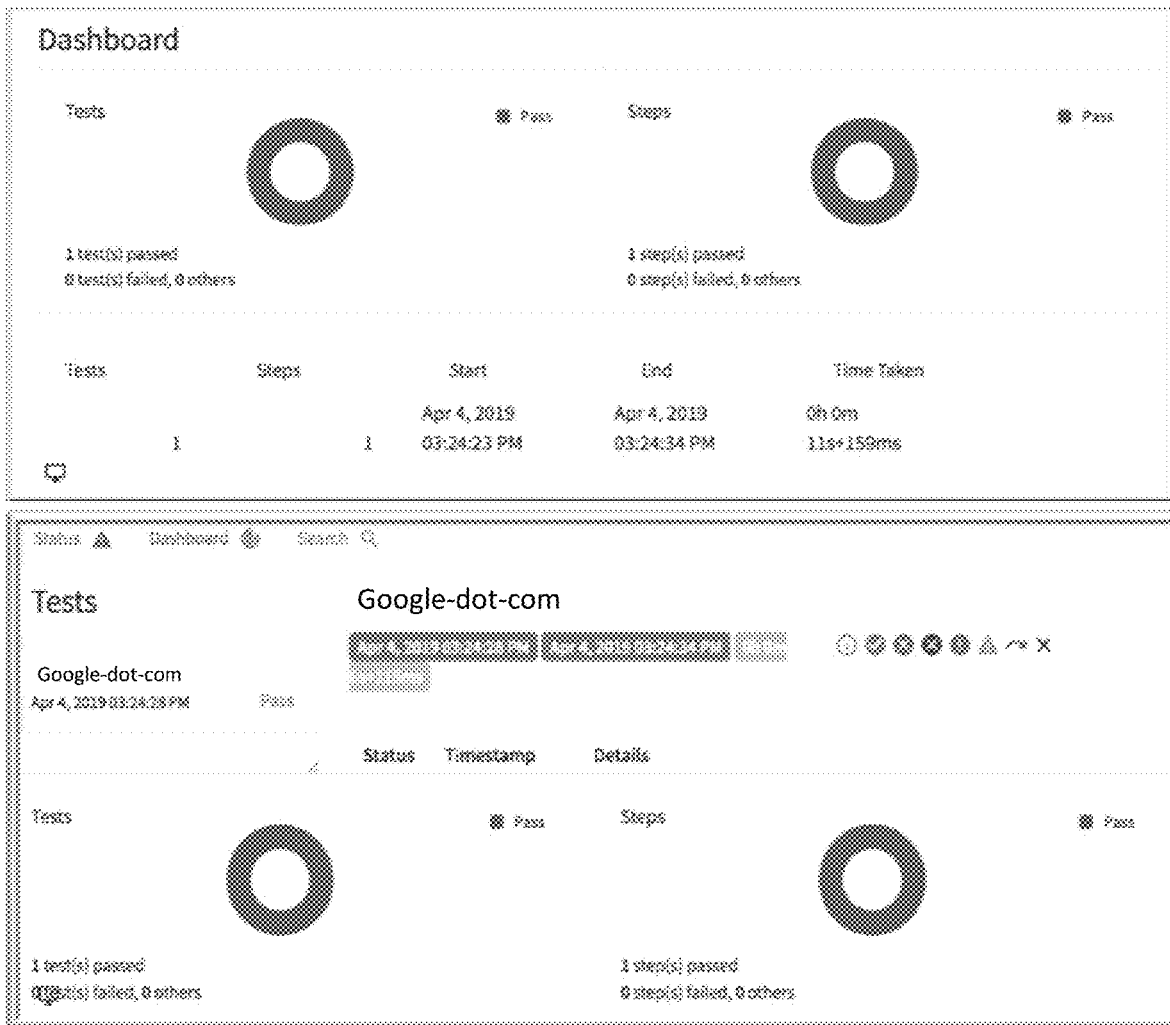 Dashboard
Tests
Pass
Steps
Pass
1 test(s) passed
0 test(s) failed, 0 others
1 step(s) passed
0 step(s) failed, 0 others
Tests Steps Start End Time Taken
Apr 4, 2019 Apr 4, 2019 0h 0m
1 1 03:24:23 PM 03:24:34 PM 11s+159ms
Status Dashboard Search
Tests
Google-dot-com
Google-dot-com
Apr 4, 2019 PM Pass
Status Timestamp Details
Tests
Pass
Steps
Pass
1 test(s) passed
failed, 0 others
1 step(s) passed
0 step(s) failed, 0 others